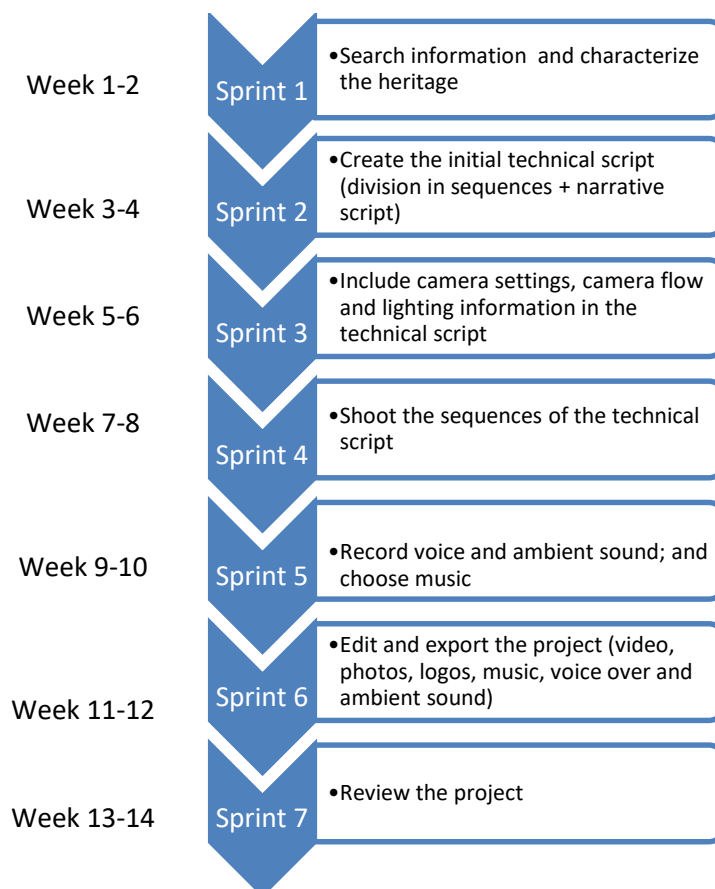 Week 1-2
Sprint 1
•Search information  and characterize
the heritage
Week 3-4
Sprint 2
•Create the initial technical script
(division in sequences + narrative
script)
Week 5-6
Sprint 3
•Include camera settings, camera flow
and lighting information in the
technical script
Week 7-8
Sprint 4
•Shoot the sequences of the technical
script
Week 9-10
Sprint 5
•Record voice and ambient sound; and
choose music
Week 11-12
Sprint 6
•Edit and export the project (video,
photos, logos, music, voice over and
ambient sound)
Week 13-14
Sprint 7
•Review the project